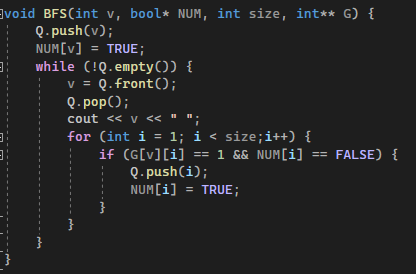 void BFS(int v, bool* NUM, int size, int** G) {
    Q.push(v);
    NUM[v] = TRUE;
    while (!Q.empty()) {
        v = Q.front();
        Q.pop();
        cout << v << " ";
        for (int i = 1; i < size;i++) {
            if (G[v][i] == 1 && NUM[i] == FALSE) {
                Q.push(i);
                NUM[i] = TRUE;
            }
        }
    }
}